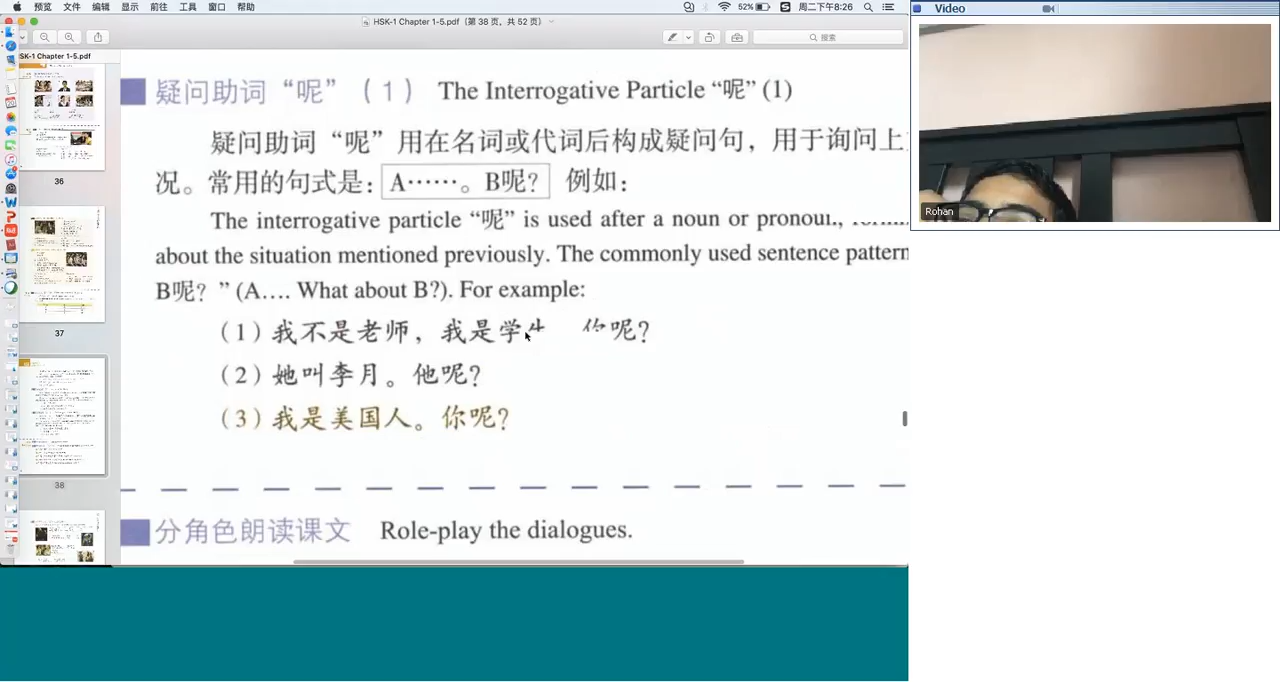 预览 文件 编辑 显示 前往 工具 窗口 帮助
52%
周二下午8:26
HSK-1 Chapter 1-5.pdf（第 38 页，共 52 页）
搜索
HSK-1 Chapter 1-5.pdf
36
37
38
疑问助词 “呢”（1） The Interrogative Particle “呢” (1)
疑问助词 “呢” 用在名词或代词后构成疑问句，用于询问上
况。常用的句式是：A……。B呢？ 例如：
The interrogative particle “呢” is used after a noun or pronoun,
about the situation mentioned previously. The commonly used sentence pattern
B呢？” (A…. What about B?). For example:
（1）我不是老师，我是学生 你呢？
（2）她叫李月。他呢？
（3）我是美国人。你呢？
分角色朗读课文 Role-play the dialogues.
Video
Rohan